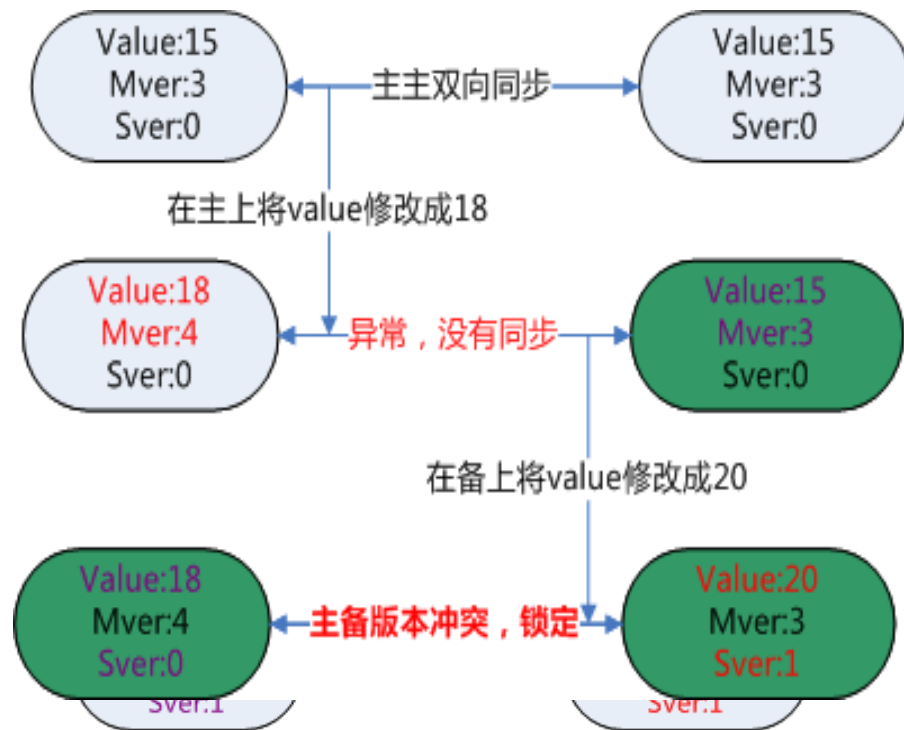 Value:15
Mver:3
Sver:0
主主双向同步
Value:15
Mver:3
Sver:0
在主上将value修改成18
Value:18
Mver:4
Sver:0
异常，没有同步
Value:15
Mver:3
Sver:0
在备上将value修改成20
Value:18
Mver:4
Sver:0
主备版本冲突，锁定
Value:20
Mver:3
Sver:1
Sver:1
Sver:1